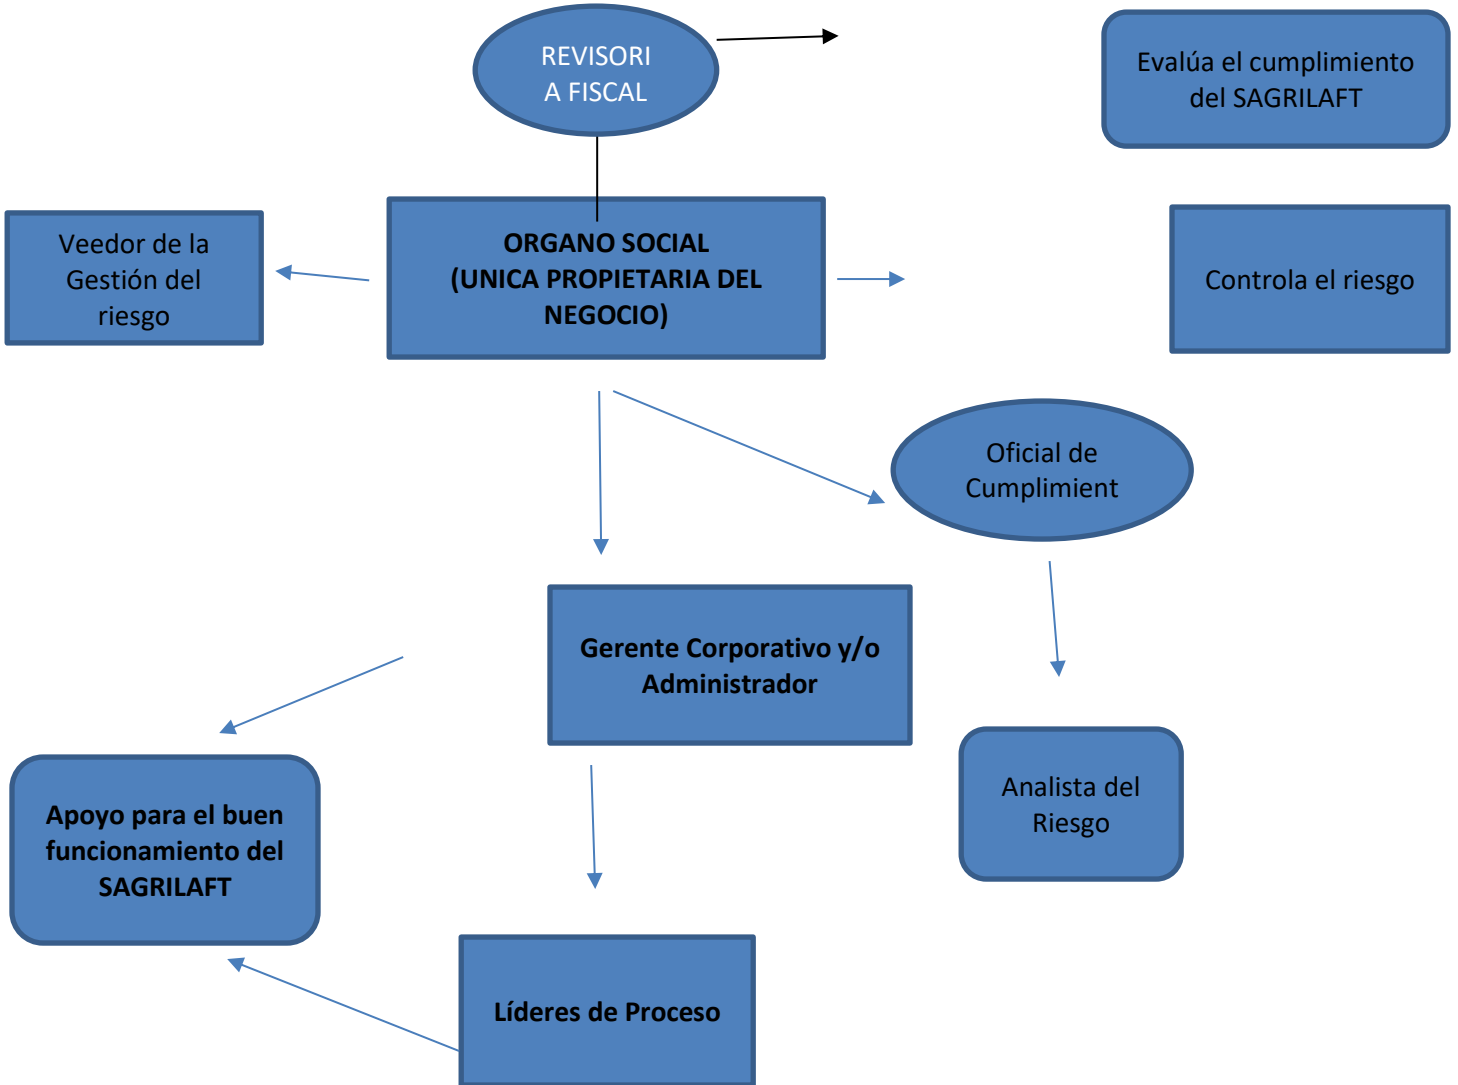 REVISORI
A FISCAL
Evalúa el cumplimiento
del SAGRILAFT
Veedor de la
Gestión del
riesgo
ORGANO SOCIAL
(UNICA PROPIETARIA DEL
NEGOCIO)
Controla el riesgo
Oficial de
Cumplimient
Gerente Corporativo y/o
Administrador
Analista del
Riesgo
Apoyo para el buen
funcionamiento del
SAGRILAFT
Líderes de Proceso